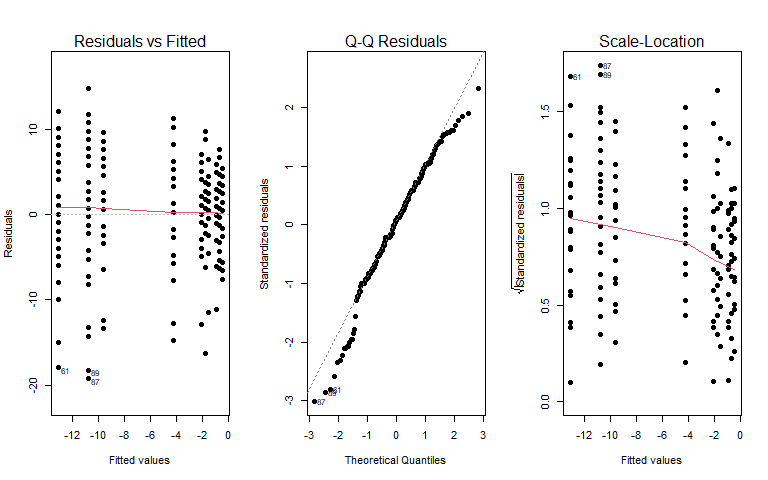 Residuals vs Fitted
Residuals
10
0
-10
-20
61
89
87
-12 -10 -8 -6 -4 -2 0
Fitted values
Q-Q Residuals
Standardized residuals
2
1
0
-1
-2
-3
61
89
87
-3 -2 -1 0 1 2 3
Theoretical Quantiles
Scale-Location
√|Standardized residuals|
1.5
1.0
0.5
0.0
87
61
89
-12 -10 -8 -6 -4 -2 0
Fitted values